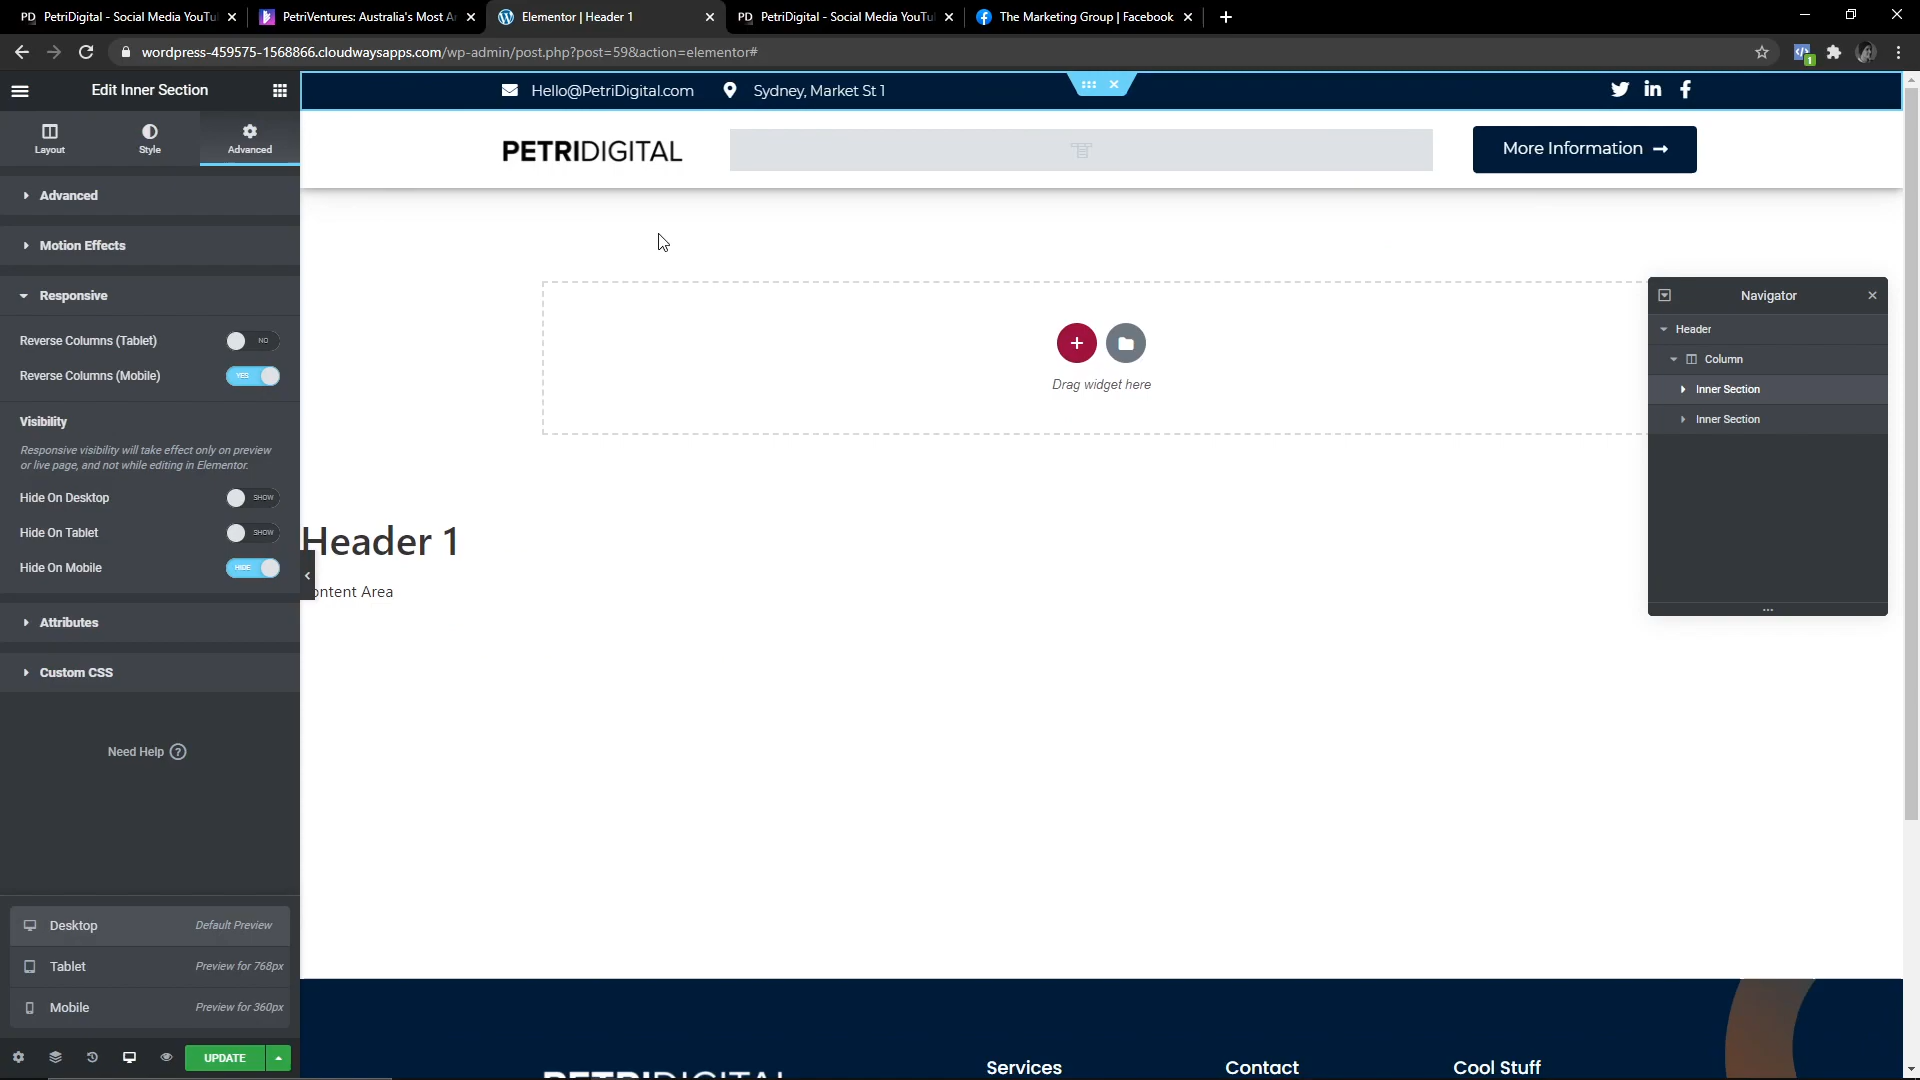 PetriDigital - Social Media YouTu
PetriVentures: Australia's Most A
Elementor | Header 1
PetriDigital - Social Media YouTu
The Marketing Group | Facebook
wordpress-459575-1568866.cloudwaysapps.com/wp-admin/post.php?post=59&action=elementor#
1
Edit Inner Section
Hello@PetriDigital.com
Sydney, Market St 1
Layout
Style
Advanced
PETRIDIGITAL
More Information →
Advanced
Motion Effects
Responsive
Reverse Columns (Tablet)
NO
Reverse Columns (Mobile)
YES
Visibility
Responsive visibility will take effect only on preview
or live page, and not while editing in Elementor.
Hide On Desktop
SHOW
Hide On Tablet
SHOW
Hide On Mobile
HIDE
Attributes
Custom CSS
Need Help
Drag widget here
Navigator
Header
Column
Inner Section
Inner Section
Header 1
ontent Area
Desktop
Default Preview
Tablet
Preview for 768px
Mobile
Preview for 360px
UPDATE
PETRIDIGITAL
Services
Contact
Cool Stuff